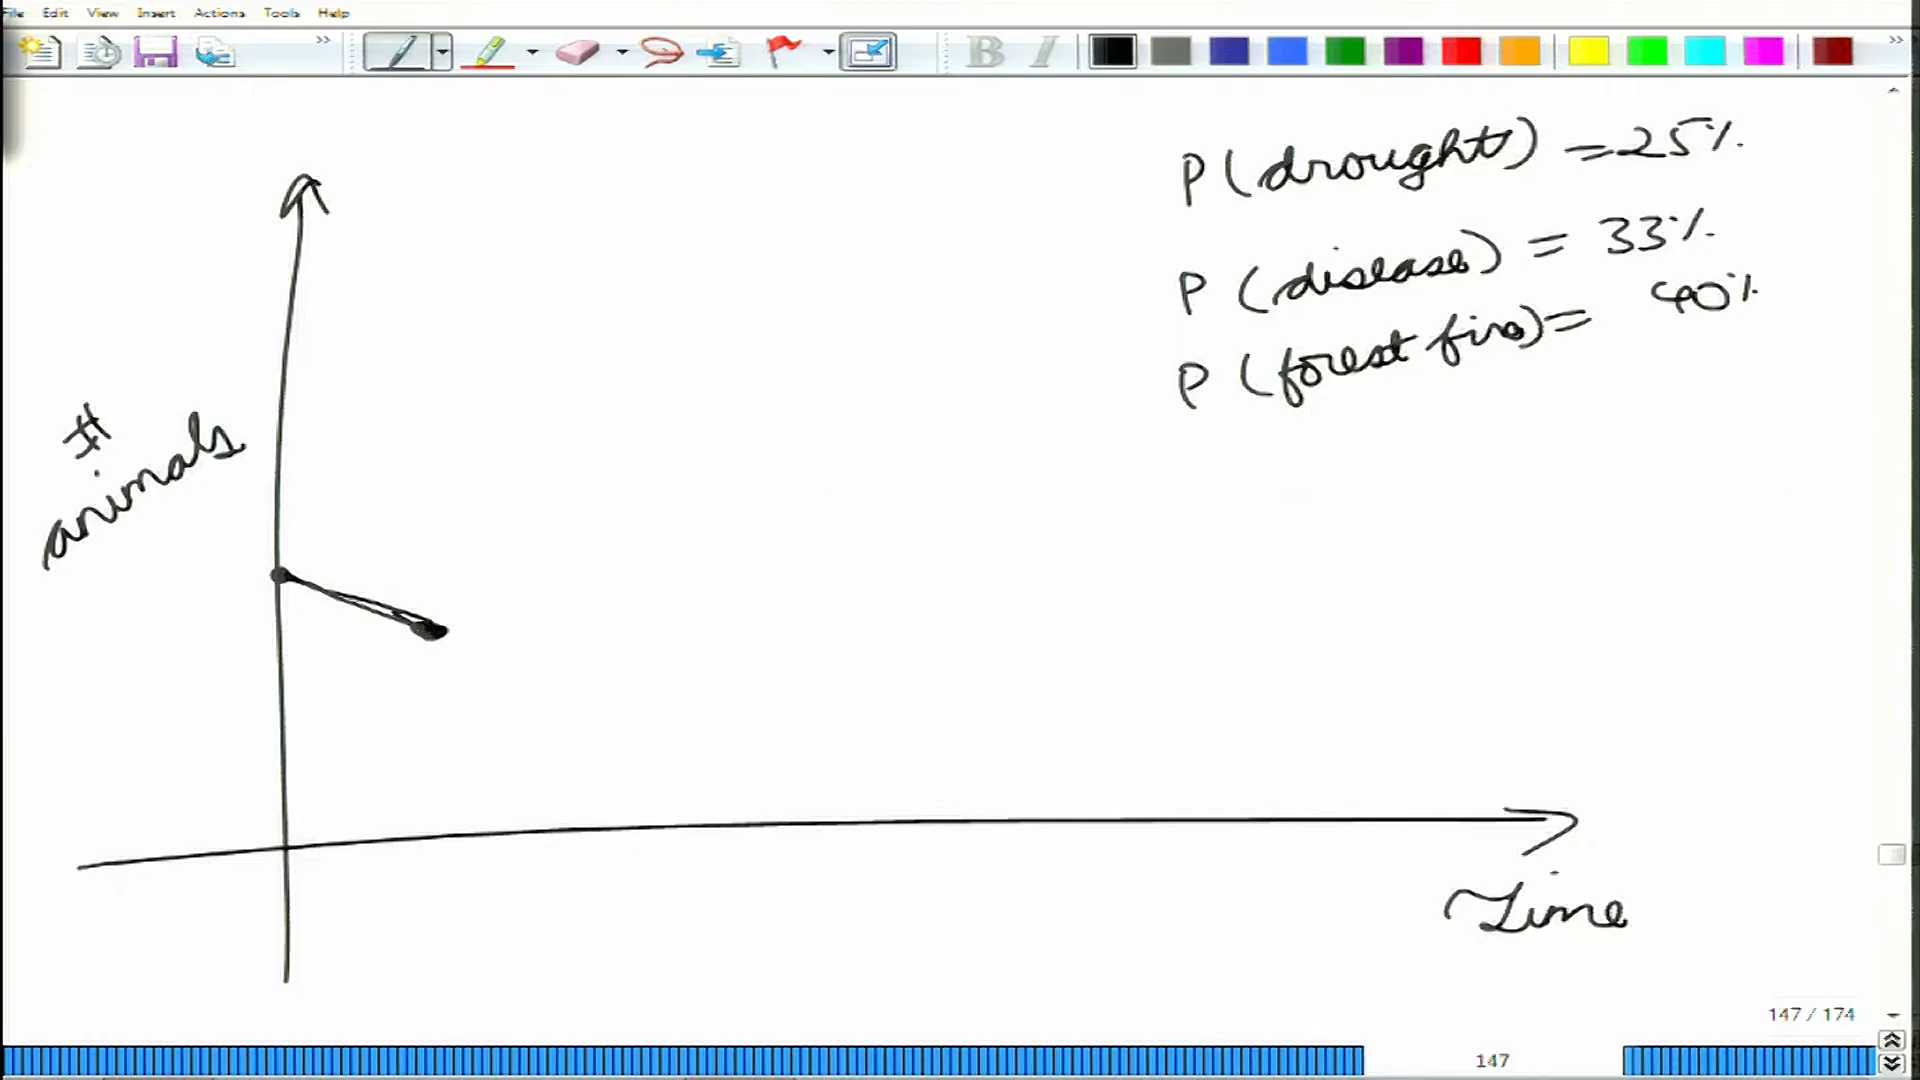 File Edit View Insert Actions Tools Help
B I
P(drought) = 25%
P (disease) = 33%
P (forest fire) = 40%
#
animals
Time
147 / 174
147